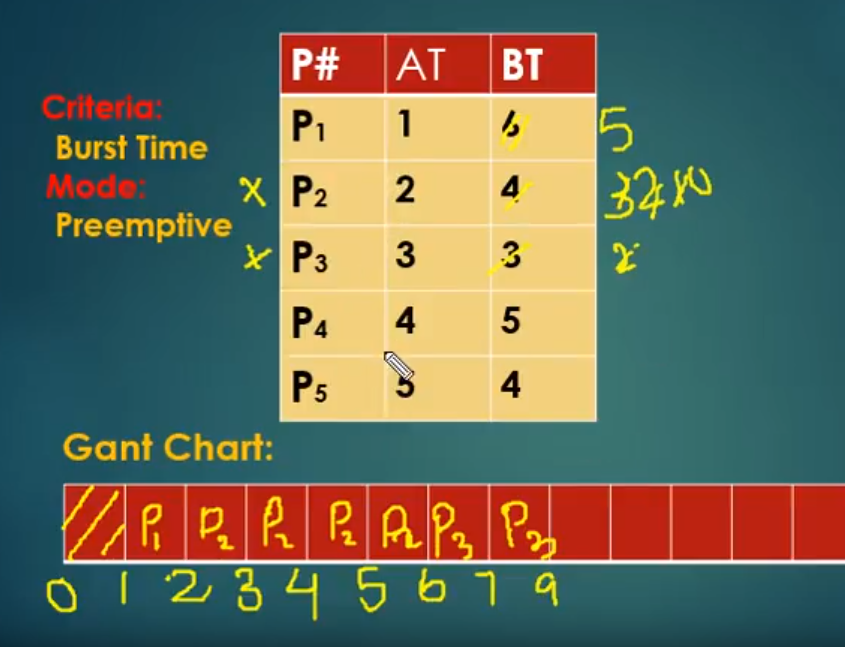 P# AT BT
Criteria:
P1 1 6 5
Burst Time
Mode:
x P2 2 4 3 2 1 0
Preemptive
x P3 3 3 2
P4 4 5
P5 5 4
Gant Chart:
P1 P2 P2 P2 P2 P3 P3
0 1 2 3 4 5 6 7 9